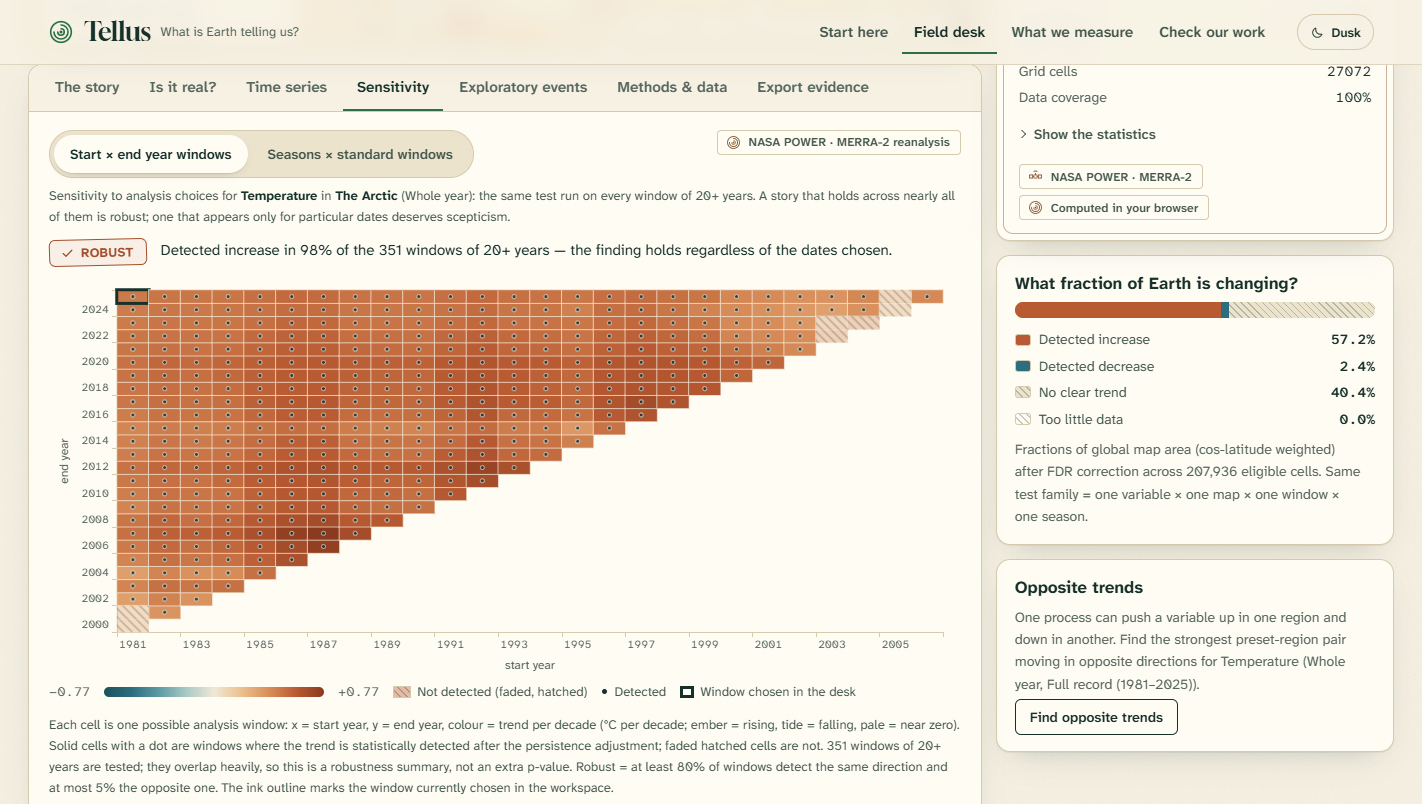 Tellus
What is Earth telling us?
Start here
Field desk
What we measure
Check our work
Dusk
The story
Is it real?
Time series
Sensitivity
Exploratory events
Methods & data
Export evidence
Start × end year windows
Seasons × standard windows
NASA POWER · MERRA-2 reanalysis
Sensitivity to analysis choices for Temperature in The Arctic (Whole year): the same test run on every window of 20+ years. A story that holds across nearly all
of them is robust; one that appears only for particular dates deserves scepticism.
ROBUST
Detected increase in 98% of the 351 windows of 20+ years — the finding holds regardless of the dates chosen.
end year
2024
2022
2020
2018
2016
2014
2012
2010
2008
2006
2004
2002
2000
1981
1983
1985
1987
1989
1991
1993
1995
1997
1999
2001
2003
2005
start year
−0.77
+0.77
Not detected (faded, hatched)
Detected
Window chosen in the desk
Each cell is one possible analysis window: x = start year, y = end year, colour = trend per decade (°C per decade; ember = rising, tide = falling, pale = near zero).
Solid cells with a dot are windows where the trend is statistically detected after the persistence adjustment; faded hatched cells are not. 351 windows of 20+
years are tested; they overlap heavily, so this is a robustness summary, not an extra p-value. Robust = at least 80% of windows detect the same direction and
at most 5% the opposite one. The ink outline marks the window currently chosen in the workspace.
Grid cells 27072
Data coverage 100%
Show the statistics
NASA POWER · MERRA-2
Computed in your browser
What fraction of Earth is changing?
Detected increase 57.2%
Detected decrease 2.4%
No clear trend 40.4%
Too little data 0.0%
Fractions of global map area (cos-latitude weighted)
after FDR correction across 207,936 eligible cells. Same
test family = one variable × one map × one window ×
one season.
Opposite trends
One process can push a variable up in one region and
down in another. Find the strongest preset-region pair
moving in opposite directions for Temperature (Whole
year, Full record (1981–2025)).
Find opposite trends